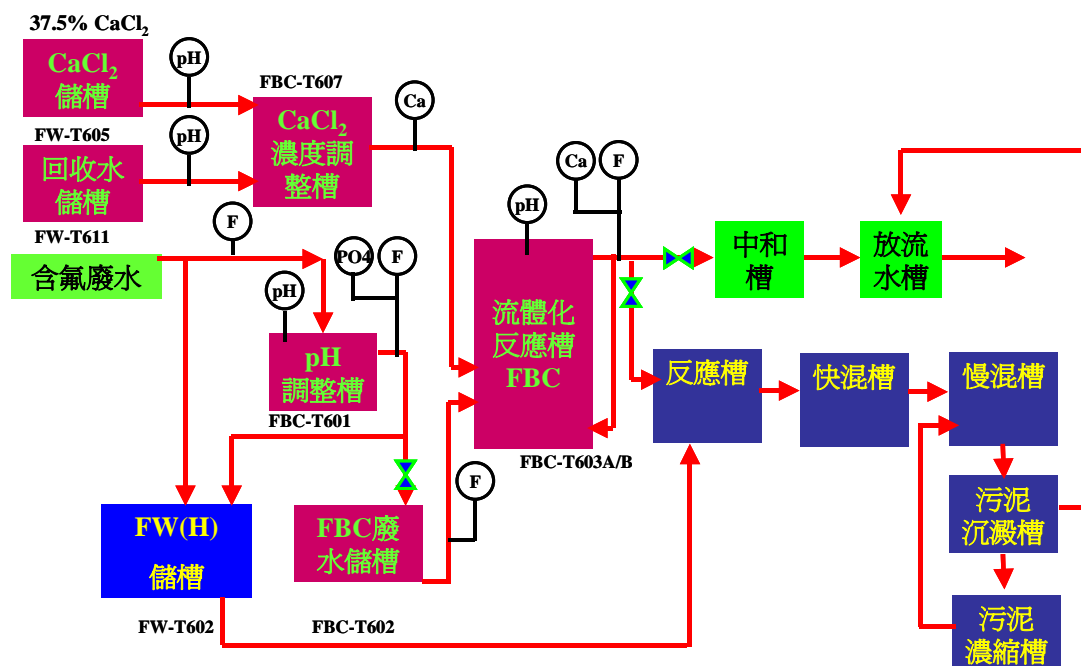 37.5% CaCl2
CaCl2
儲槽
pH
FBC-T607
CaCl2
濃度調
整槽
Ca
FW-T605
回收水
儲槽
pH
FW-T611
含氟廢水
F
PO4
F
pH
pH
調整槽
FBC-T601
Ca
F
pH
流體化
反應槽
FBC
FBC-T603A/B
中和
槽
放流
水槽
反應槽
快混槽
慢混槽
F
FW(H)
儲槽
FW-T602
FBC廢
水儲槽
FBC-T602
污泥
沉澱槽
污泥
濃縮槽